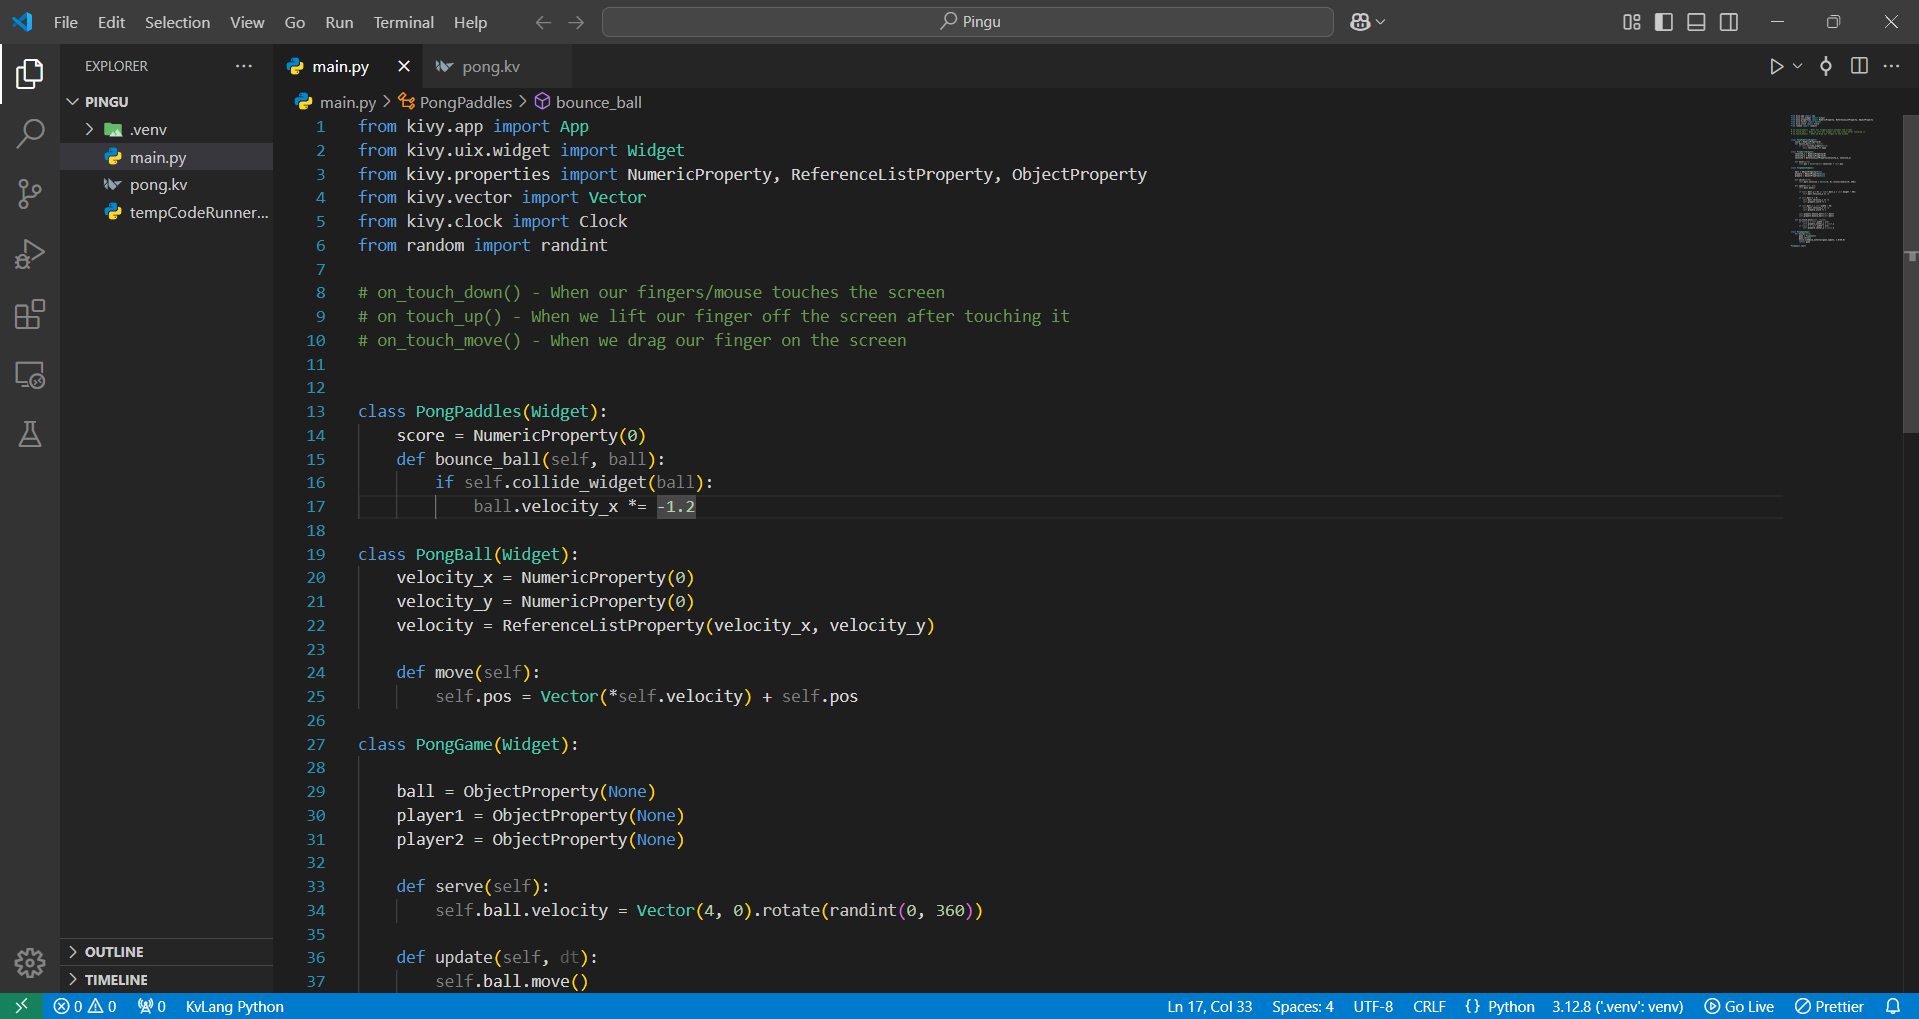 File Edit Selection View Go Run Terminal Help
Pingu
EXPLORER
PINGU
.venv
main.py
pong.kv
tempCodeRunner...
OUTLINE
TIMELINE
main.py
pong.kv
main.py > PongPaddles > bounce_ball
1 from kivy.app import App
2 from kivy.uix.widget import Widget
3 from kivy.properties import NumericProperty, ReferenceListProperty, ObjectProperty
4 from kivy.vector import Vector
5 from kivy.clock import Clock
6 from random import randint
7
8 # on_touch_down() - When our fingers/mouse touches the screen
9 # on touch_up() - When we lift our finger off the screen after touching it
10 # on_touch_move() - When we drag our finger on the screen
11
12
13 class PongPaddles(Widget):
14 score = NumericProperty(0)
15 def bounce_ball(self, ball):
16 if self.collide_widget(ball):
17 ball.velocity_x *= -1.2
18
19 class PongBall(Widget):
20 velocity_x = NumericProperty(0)
21 velocity_y = NumericProperty(0)
22 velocity = ReferenceListProperty(velocity_x, velocity_y)
23
24 def move(self):
25 self.pos = Vector(*self.velocity) + self.pos
26
27 class PongGame(Widget):
28
29 ball = ObjectProperty(None)
30 player1 = ObjectProperty(None)
31 player2 = ObjectProperty(None)
32
33 def serve(self):
34 self.ball.velocity = Vector(4, 0).rotate(randint(0, 360))
35
36 def update(self, dt):
37 self.ball.move()
0 0 0 KvLang Python Ln 17, Col 33 Spaces: 4 UTF-8 CRLF {} Python 3.12.8 ('.venv': venv) Go Live Prettier